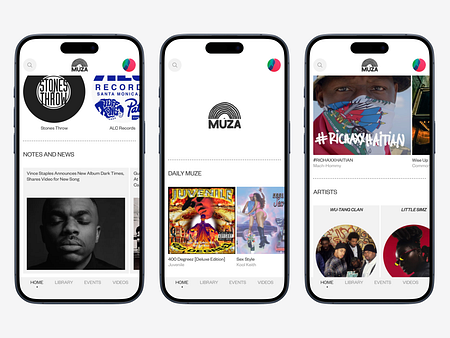 MUZA
STONES
THROW
RECORD
SANTA MONICA
Stones Throw
ALC Records
NOTES AND NEWS
Vince Staples Announces New Album Dark Times,
Shares Video for New Song
HOME
LIBRARY
EVENTS
VIDEOS
MUZA
DAILY MUZE
JUVENILE
400 Degreez [Deluxe Edition]
Juvenile
Sex Style
Kool Keith
HOME
LIBRARY
EVENTS
VIDEOS
MUZA
#RICHAXXHAITIAN
#RICHAXXHAITIAN
Mach-Hommy
Wise Up
Common
ARTISTS
WU-TANG CLAN
LITTLE SIMZ
HOME
LIBRARY
EVENTS
VIDEOS